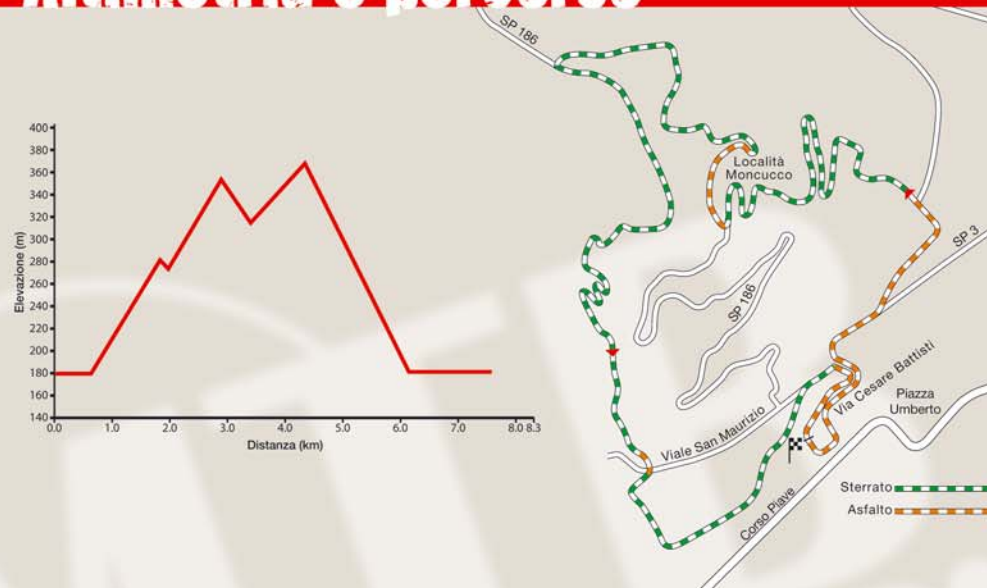 e percorso
SP 186
400
380
360
340
320
300
280
260
240
220
200
180
160
140
Elevazione (m)
0.0 1.0 2.0 3.0 4.0 5.0 6.0 7.0 8.0 8.3
Distanza (km)
Località
Moncucco
SP 3
SP 186
Via Cesare Battisti
Piazza
Umberto
Viale San Maurizio
Corso Piave
Sterrato
Asfalto
MTB